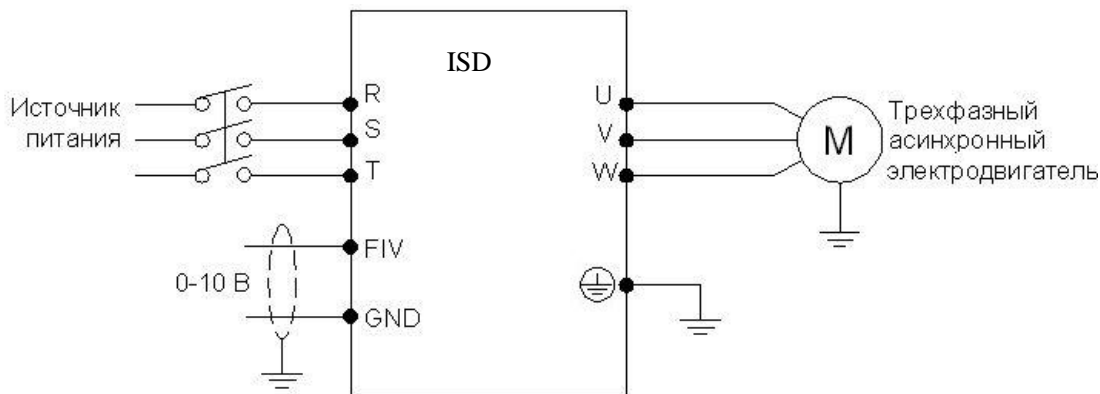 ISD
Источник
питания
R
S
T
FIV
0-10 В
GND
U
V
W
M
Трехфазный
асинхронный
электродвигатель